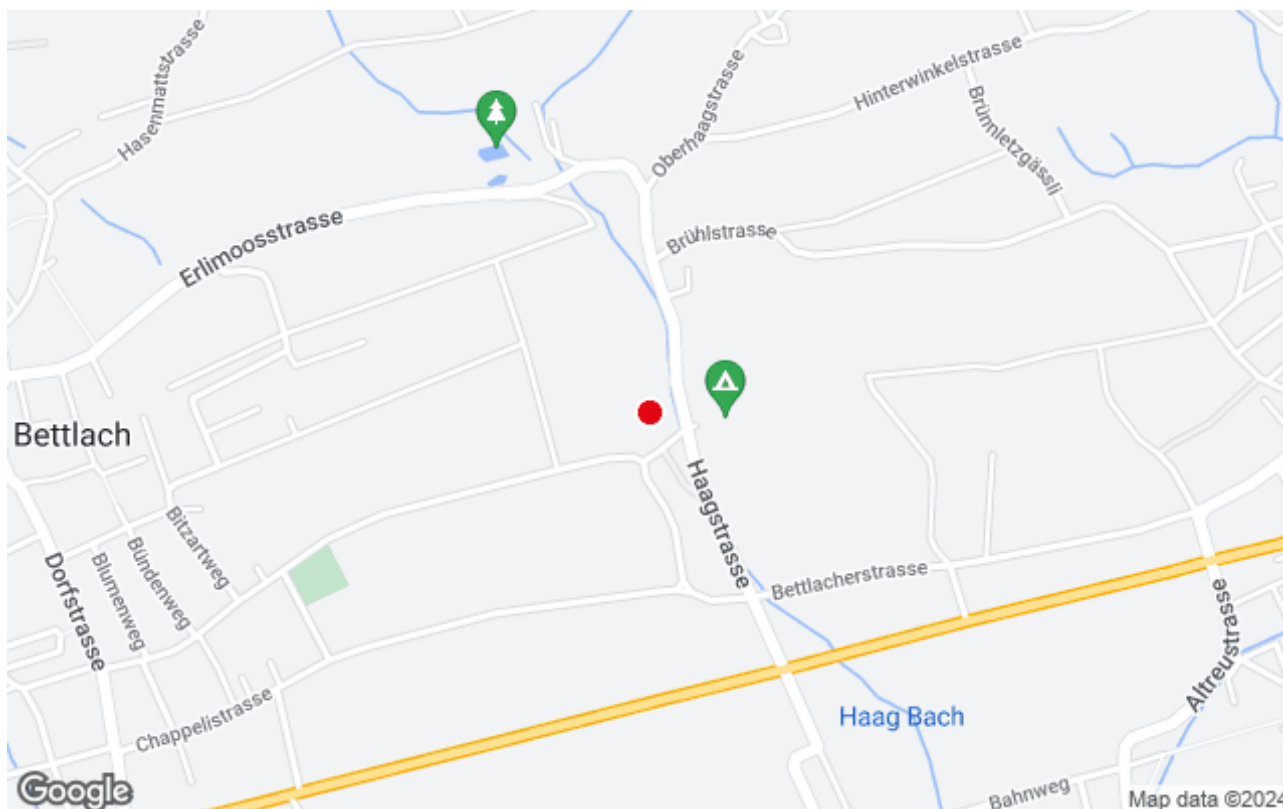 Hasenmattstrasse
Oberhaagstrasse
Hinterwinkelstrasse
Brünnletzgässli
Erlimoosstrasse
Brühlstrasse
Bettlach
Haagstrasse
Bitzartweg
Bündenweg
Blumenweg
Dorfstrasse
Bettlacherstrasse
Altreustrasse
Chappelistrasse
Haag Bach
Bahnweg
Google
Map data ©2024